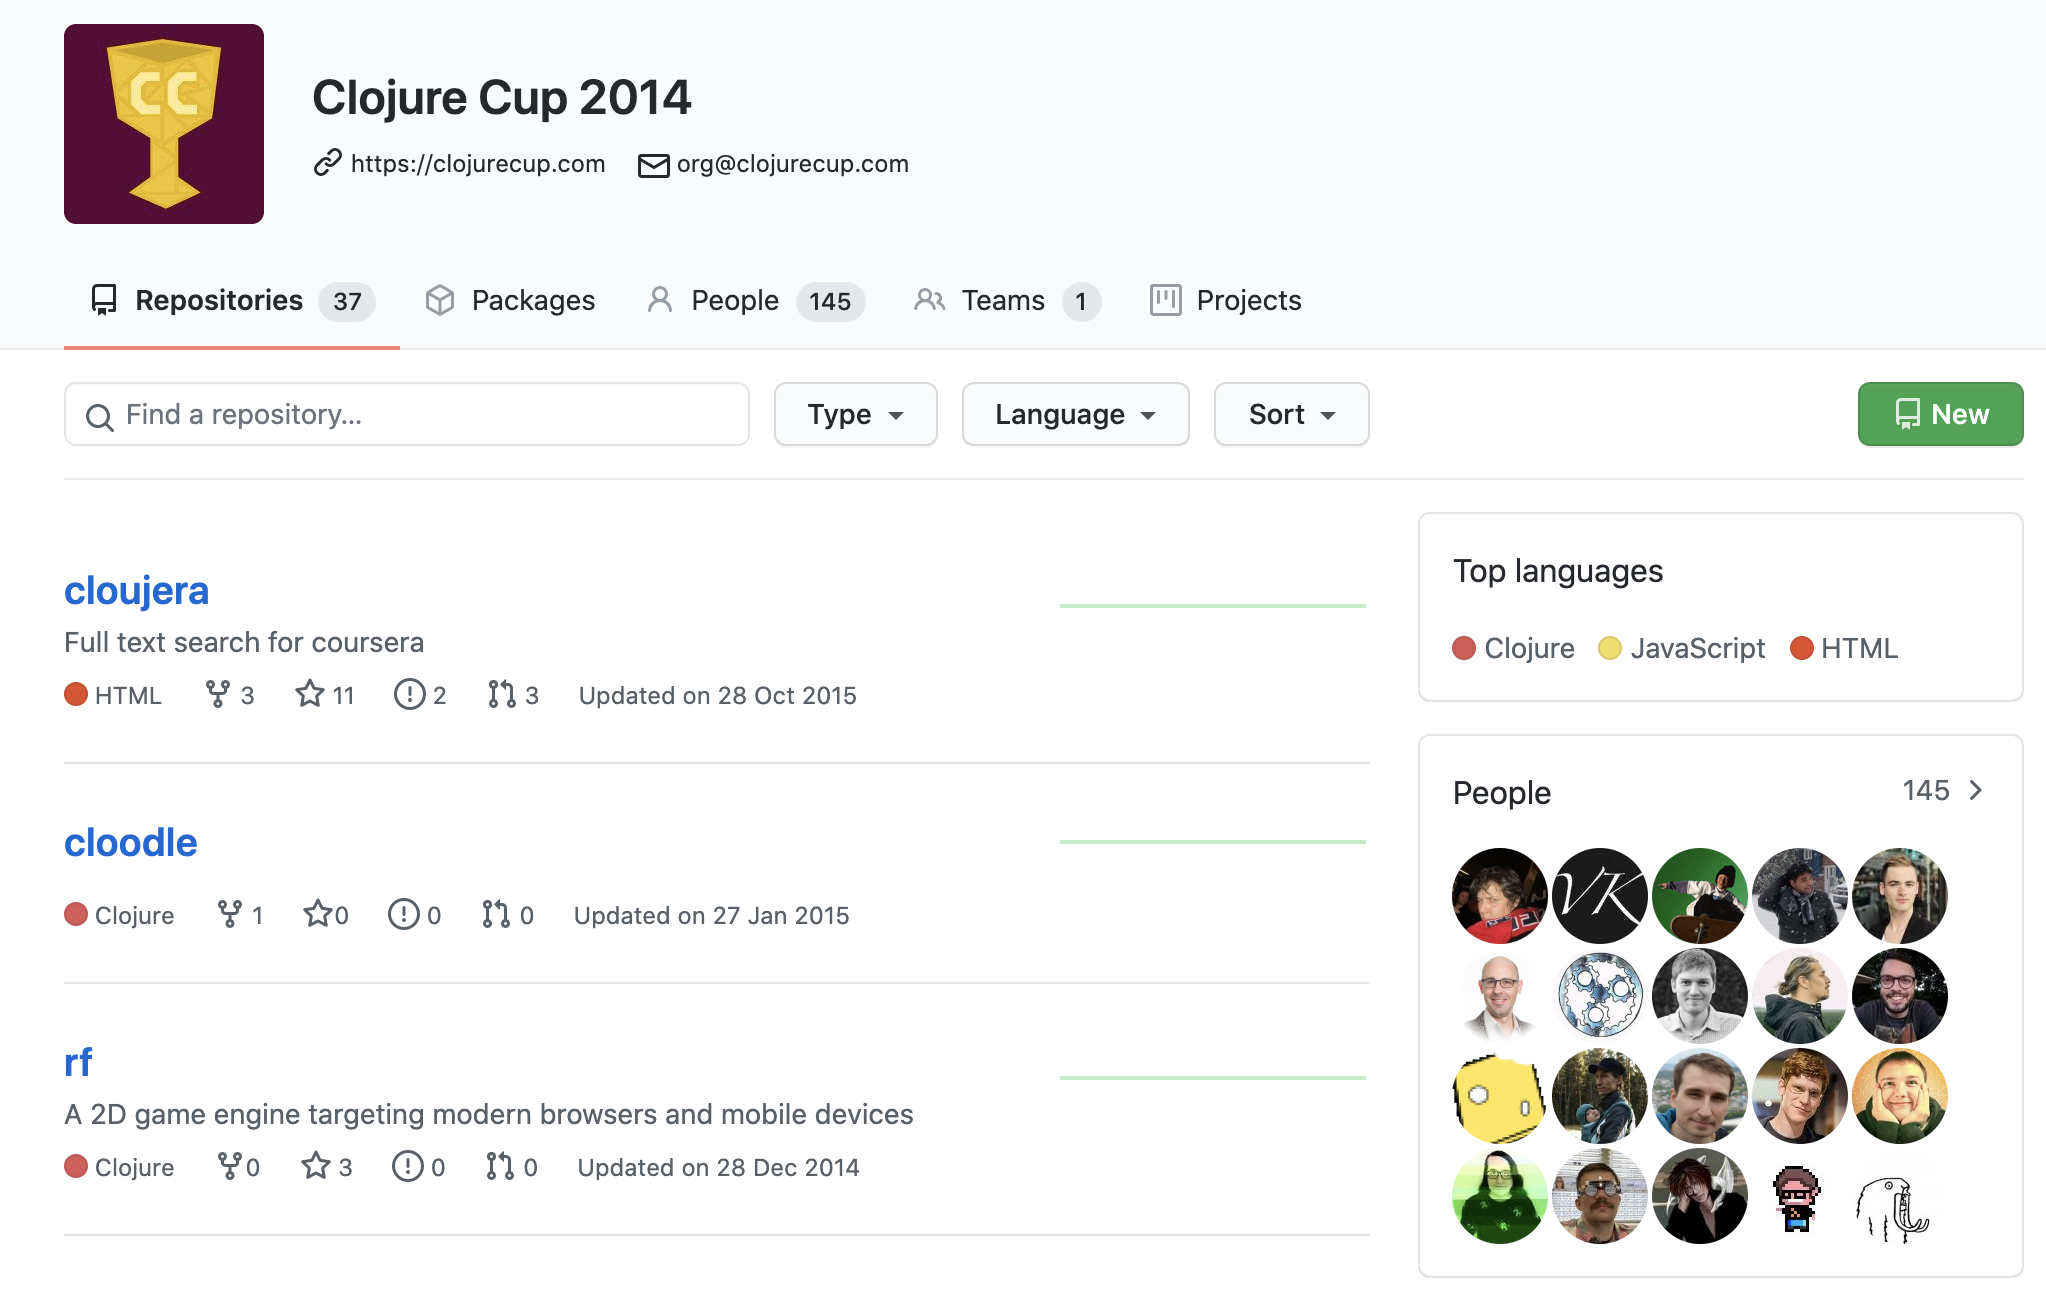 CC
Clojure Cup 2014
https://clojurecup.com org@clojurecup.com
Repositories 37 Packages People 145 Teams 1 Projects
Find a repository... Type Language Sort New
cloujera
Full text search for coursera
HTML 3 11 2 3 Updated on 28 Oct 2015
cloodle
Clojure 1 0 0 0 Updated on 27 Jan 2015
rf
A 2D game engine targeting modern browsers and mobile devices
Clojure 0 3 0 0 Updated on 28 Dec 2014
Top languages
Clojure JavaScript HTML
People 145
VK